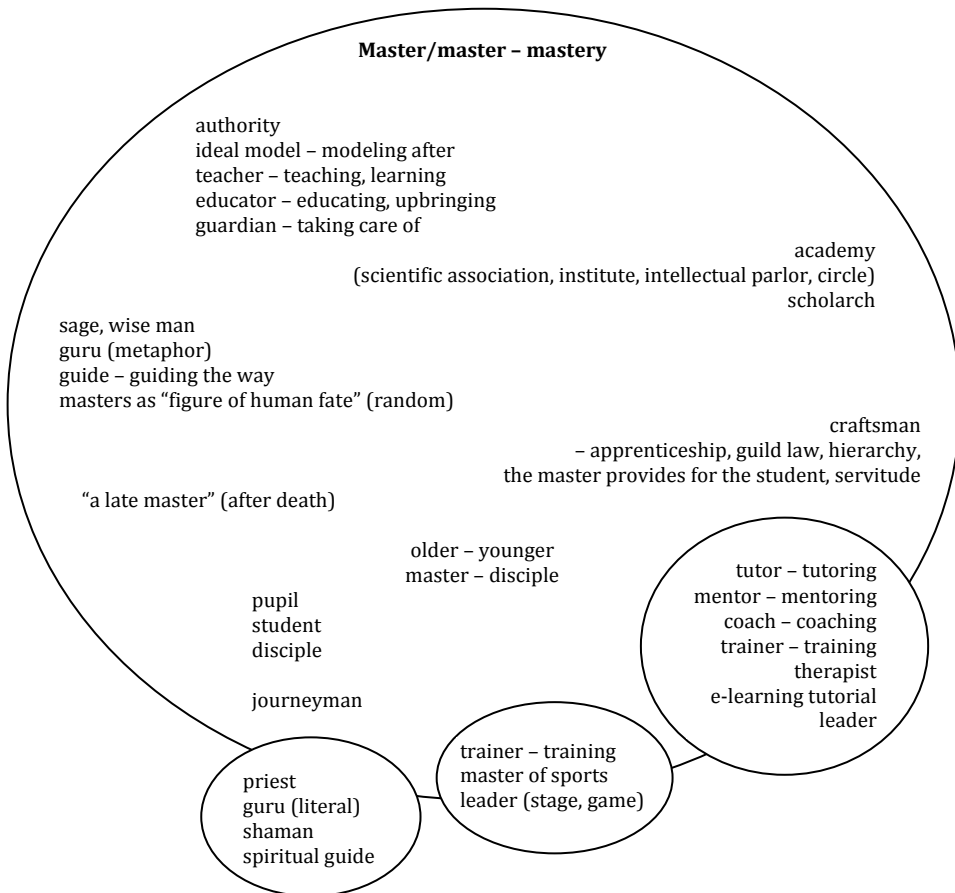 Master/master – mastery
authority
ideal model – modeling after
teacher – teaching, learning
educator – educating, upbringing
guardian – taking care of
academy
(scientific association, institute, intellectual parlor, circle)
scholarch
sage, wise man
guru (metaphor)
guide – guiding the way
masters as “figure of human fate” (random)
craftsman
– apprenticeship, guild law, hierarchy,
the master provides for the student, servitude
“a late master” (after death)
older – younger
master – disciple
pupil
student
disciple
journeyman
tutor – tutoring
mentor – mentoring
coach – coaching
trainer – training
therapist
e-learning tutorial
leader
trainer – training
master of sports
leader (stage, game)
priest
guru (literal)
shaman
spiritual guide